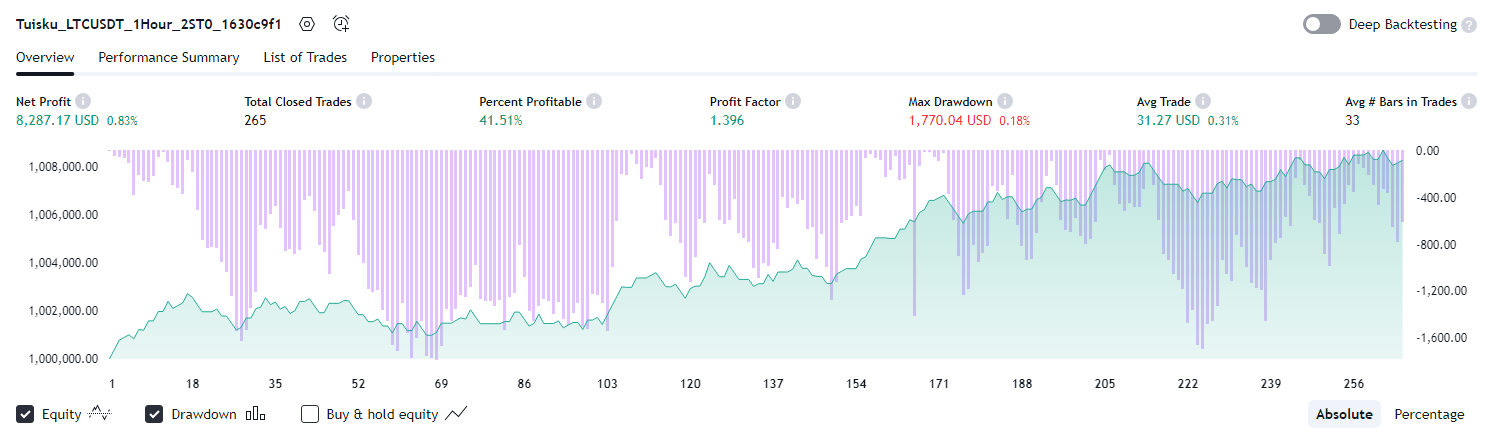 Tuisku_LTCUSDT_1Hour_2ST0_1630c9f1 Deep Backtesting ?
Overview Performance Summary List of Trades Properties
Net Profit i Total Closed Trades i Percent Profitable i Profit Factor i Max Drawdown i Avg Trade i Avg # Bars in Trades i
8,287.17 USD 0.83% 265 41.51% 1.396 1,770.04 USD 0.18% 31.27 USD 0.31% 33
0.00
1,008,000.00
-400.00
1,006,000.00
-800.00
1,004,000.00
-1,200.00
1,002,000.00
-1,600.00
1,000,000.00
1 18 35 52 69 86 103 120 137 154 171 188 205 222 239 256
Equity Drawdown Buy & hold equity Absolute Percentage